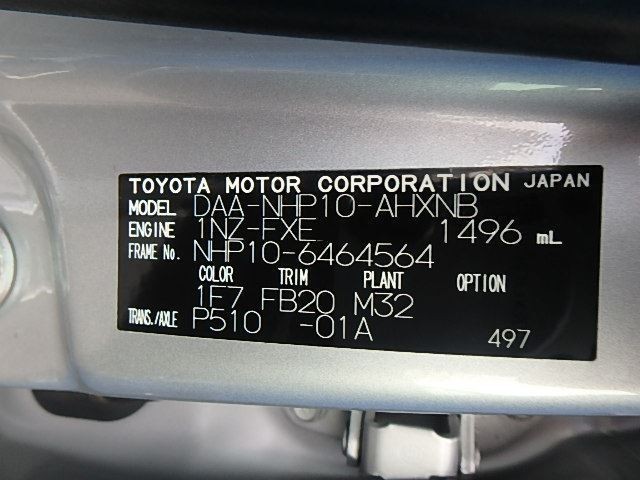 TOYOTA MOTOR CORPORATION JAPAN
MODEL DAA-NHP10-AHXNB
ENGINE 1NZ-FXE 1496 mL
FRAME No. NHP10-6464564
COLOR TRIM PLANT OPTION
1F7 FB20 M32
TRANS./AXLE P510 -01A 497